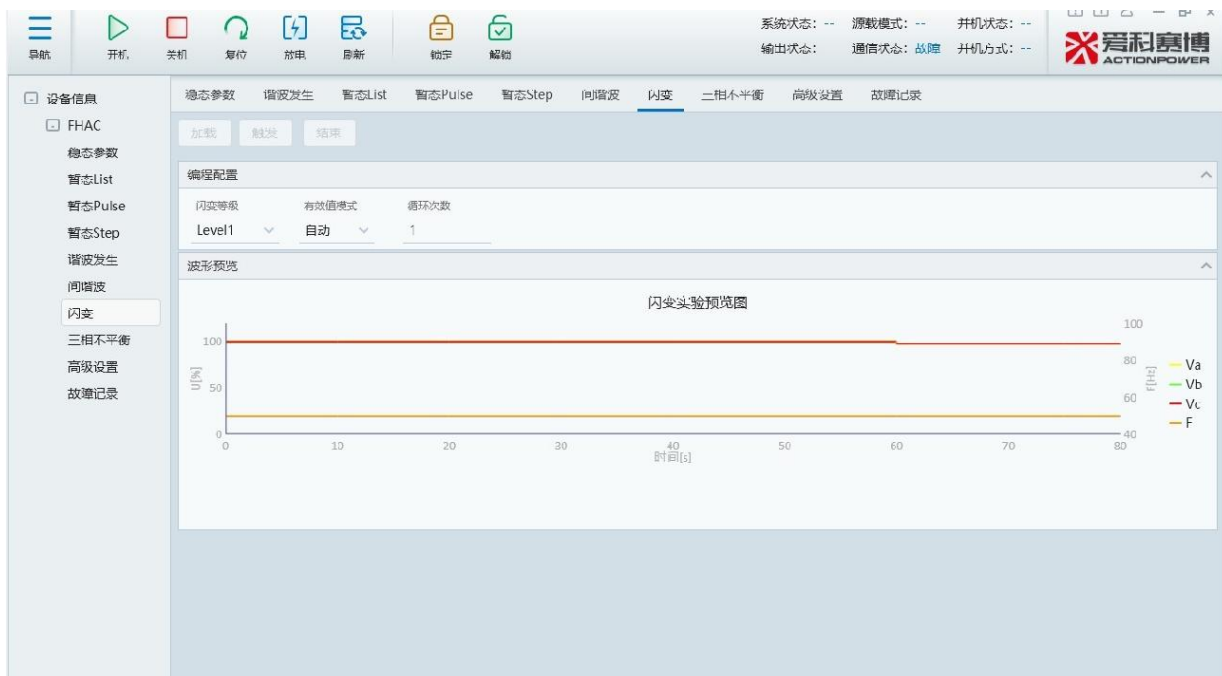 系统状态: -- 源载模式: -- 并机状态: --
输出状态: 通信状态: 故障 并机方式: --
导航 开机 关机 复位 放电 刷新 锁定 解锁
爱科赛博
ACTIONPOWER
设备信息
FHAC
稳态参数
暂态List
暂态Pulse
暂态Step
谐波发生
间谐波
闪变
三相不平衡
高级设置
故障记录
稳态参数 谐波发生 暂态List 暂态Pulse 暂态Step 间谐波 闪变 三相不平衡 高级设置 故障记录
加载 触发 结束
编程配置
闪变等级 有效值模式 循环次数
Level1 自动 1
波形预览
闪变实验预览图
100
50
0
U[%]
0 10 20 30 40 50 60 70 80
时间[s]
100
80
60
40
F[Hz]
Va
Vb
Vc
F